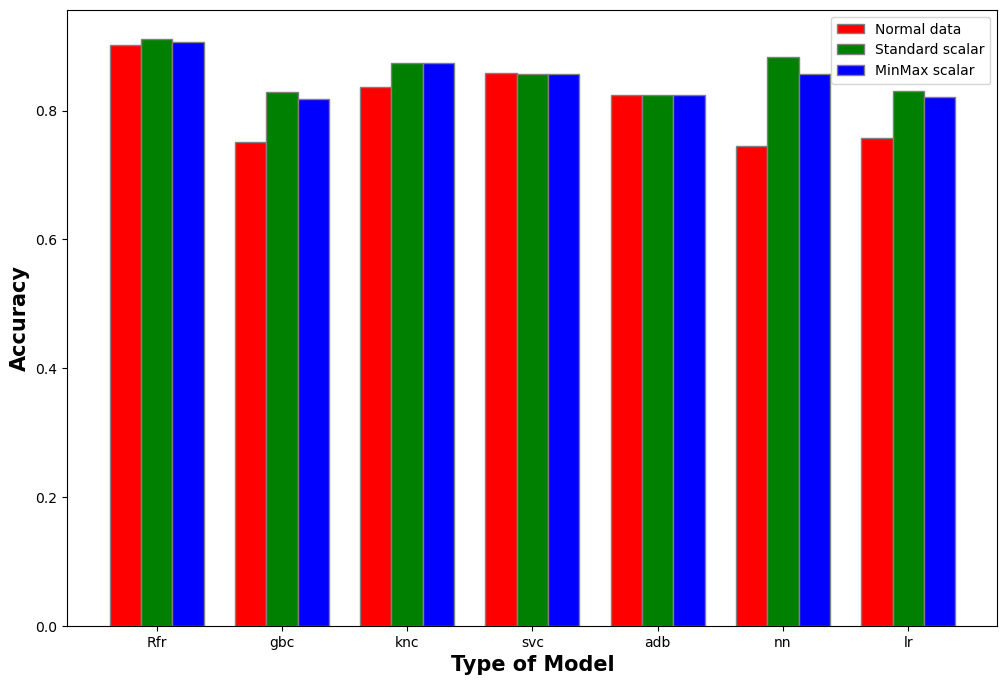 Normal data
Standard scalar
MinMax scalar
Accuracy
0.8
0.6
0.4
0.2
0.0
Rfr gbc knc svc adb nn lr
Type of Model